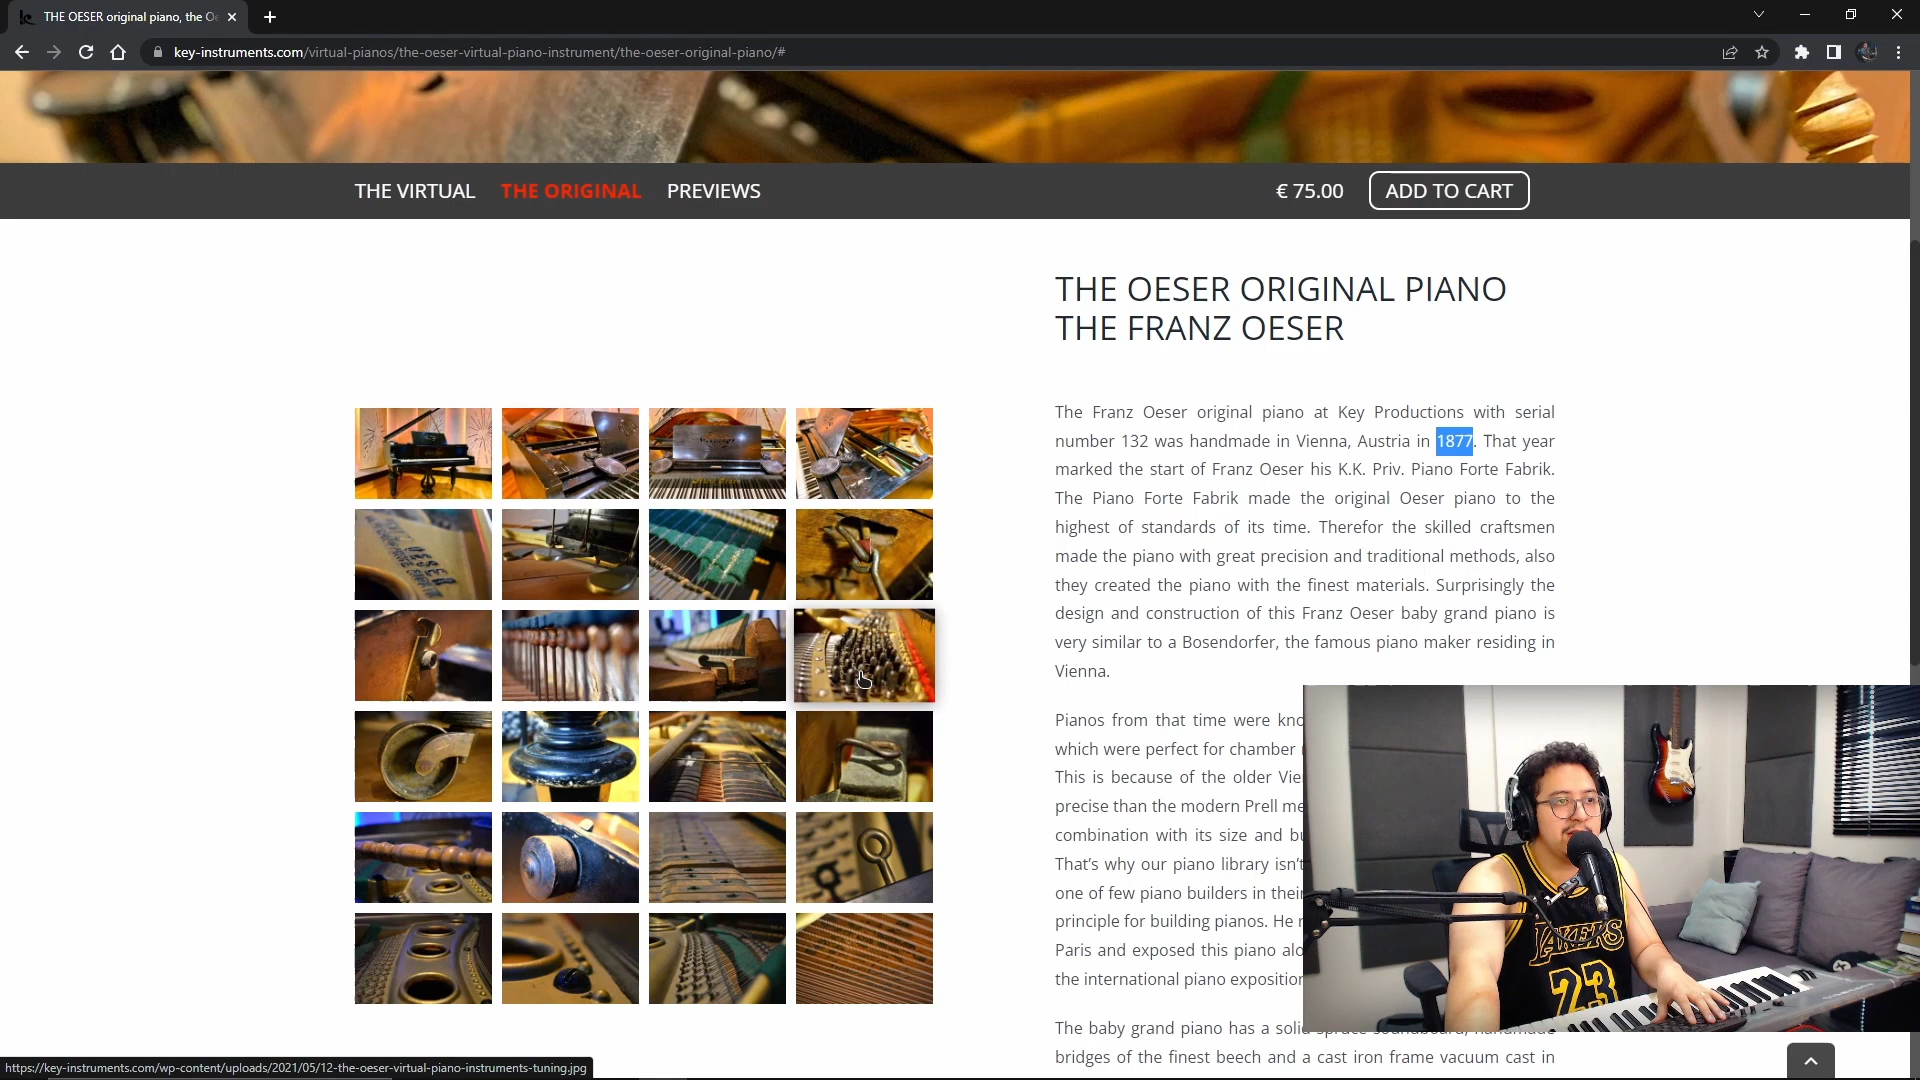 THE OESER original piano, the Oe
key-instruments.com/virtual-pianos/the-oeser-virtual-piano-instrument/the-oeser-original-piano/#
THE VIRTUAL THE ORIGINAL PREVIEWS € 75.00 ADD TO CART
THE OESER ORIGINAL PIANO
THE FRANZ OESER
The Franz Oeser original piano at Key Productions with serial
number 132 was handmade in Vienna, Austria in 1877. That year
marked the start of Franz Oeser his K.K. Priv. Piano Forte Fabrik.
The Piano Forte Fabrik made the original Oeser piano to the
highest of standards of its time. Therefor the skilled craftsmen
made the piano with great precision and traditional methods, also
they created the piano with the finest materials. Surprisingly the
design and construction of this Franz Oeser baby grand piano is
very similar to a Bosendorfer, the famous piano maker residing in
Vienna.
Pianos from that time were kno
which were perfect for chamber
This is because of the older Vie
precise than the modern Prell me
combination with its size and bu
That's why our piano library isn't
one of few piano builders in their
principle for building pianos. He
Paris and exposed this piano alo
the international piano exposition
The baby grand piano has a solid spruce soundboard, handmade
bridges of the finest beech and a cast iron frame vacuum cast in
OESER
LAKERS
23
https://key-instruments.com/wp-content/uploads/2021/05/12-the-oeser-virtual-piano-instruments-tuning.jpg